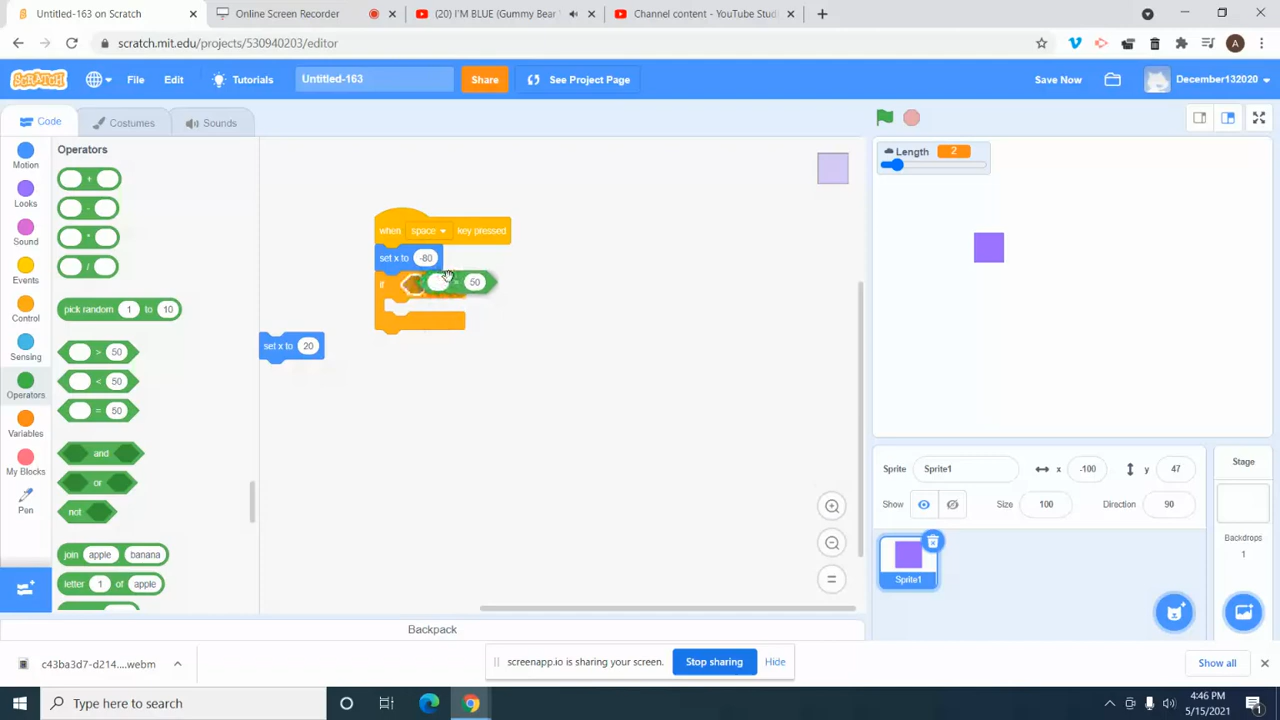 Untitled-163 on Scratch
Online Screen Recorder
(20) I'M BLUE (Gummy Bear
Channel content - YouTube Stud
scratch.mit.edu/projects/530940203/editor
SCRATCH
File
Edit
Tutorials
Untitled-163
Share
See Project Page
Save Now
December132020
Code
Costumes
Sounds
Motion
Looks
Sound
Events
Control
Sensing
Operators
Variables
My Blocks
Pen
Operators
+
-
*
/
pick random 1 to 10
> 50
< 50
= 50
and
or
not
join apple banana
letter 1 of apple
when space key pressed
set x to -80
if = 50
set x to 20
Length 2
Sprite Sprite1 x -100 y 47
Show Size 100 Direction 90
Sprite1
Stage
Backdrops
1
Backpack
c43ba3d7-d214....webm
screenapp.io is sharing your screen.
Stop sharing
Hide
Show all
Type here to search
4:46 PM
5/15/2021
1
A